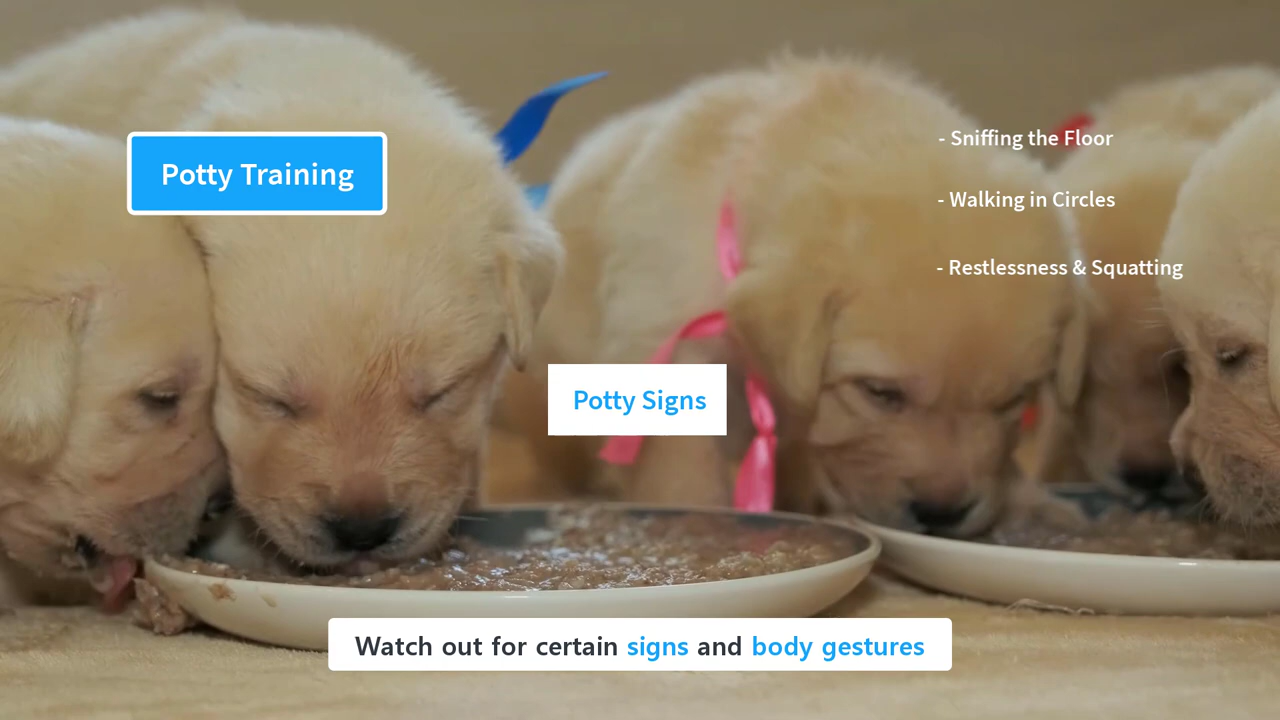 Potty Training
- Sniffing the Floor
- Walking in Circles
- Restlessness & Squatting
Potty Signs
Watch out for certain signs and body gestures